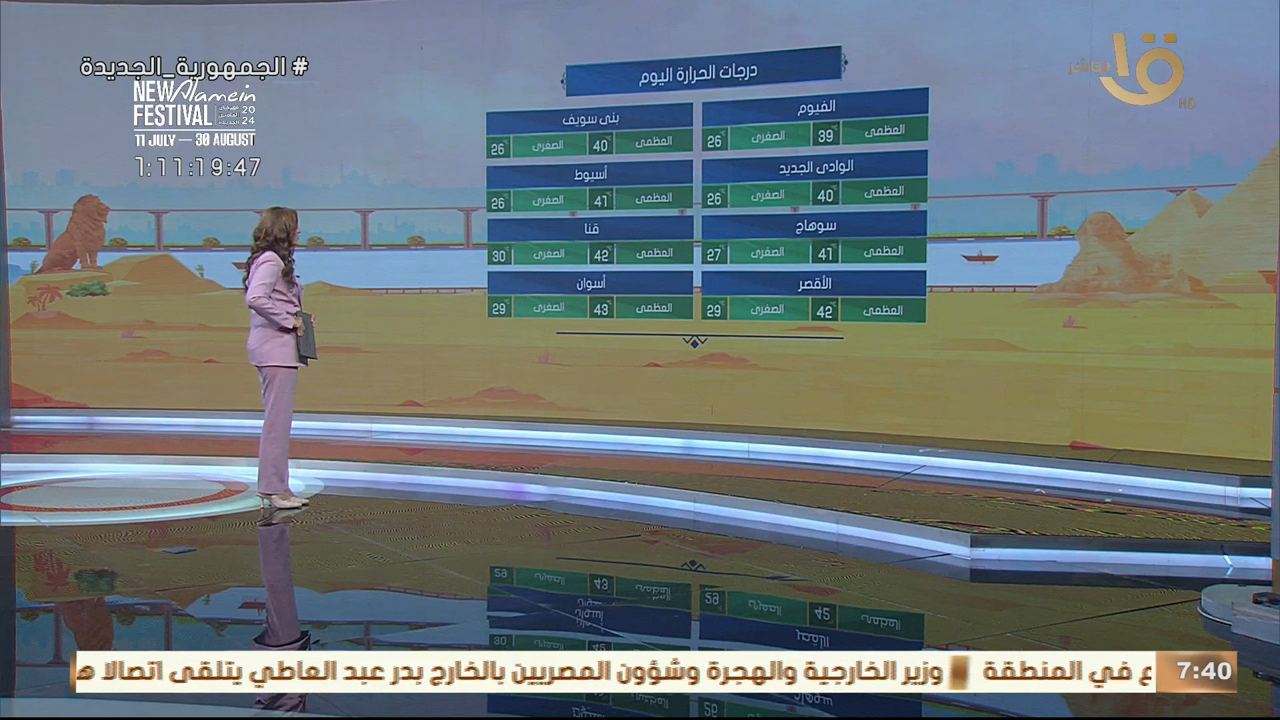 #الجمهورية_الجديدة
NEW Alamein
FESTIVAL
2024
11 JULY — 30 AUGUST
1:11:19:47
مباشر
HD
درجات الحرارة اليوم
الفيوم
العظمى 39 الصغرى 26
بنى سويف
العظمى 40 الصغرى 26
الوادى الجديد
العظمى 40 الصغرى 26
أسيوط
العظمى 41 الصغرى 26
سوهاج
العظمى 41 الصغرى 27
قنا
العظمى 42 الصغرى 30
الأقصر
العظمى 42 الصغرى 29
أسوان
العظمى 43 الصغرى 29
في المنطقة وزير الخارجية والهجرة وشؤون المصريين بالخارج بدر عبد العاطي يتلقى اتصالا
7:40